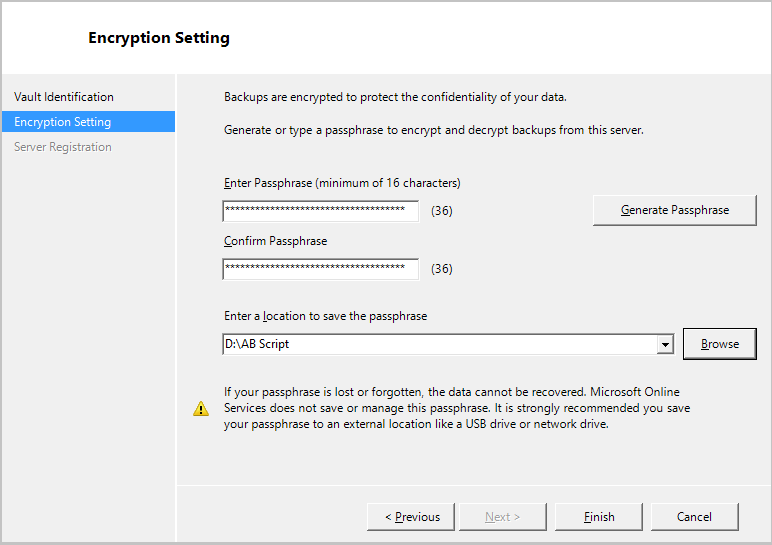 Encryption Setting
Vault Identification
Encryption Setting
Server Registration
Backups are encrypted to protect the confidentiality of your data.
Generate or type a passphrase to encrypt and decrypt backups from this server.
Enter Passphrase (minimum of 16 characters)
************************************ (36)
Generate Passphrase
Confirm Passphrase
************************************ (36)
Enter a location to save the passphrase
D:\AB Script
Browse
If your passphrase is lost or forgotten, the data cannot be recovered. Microsoft Online
Services does not save or manage this passphrase. It is strongly recommended you save
your passphrase to an external location like a USB drive or network drive.
< Previous
Next >
Finish
Cancel